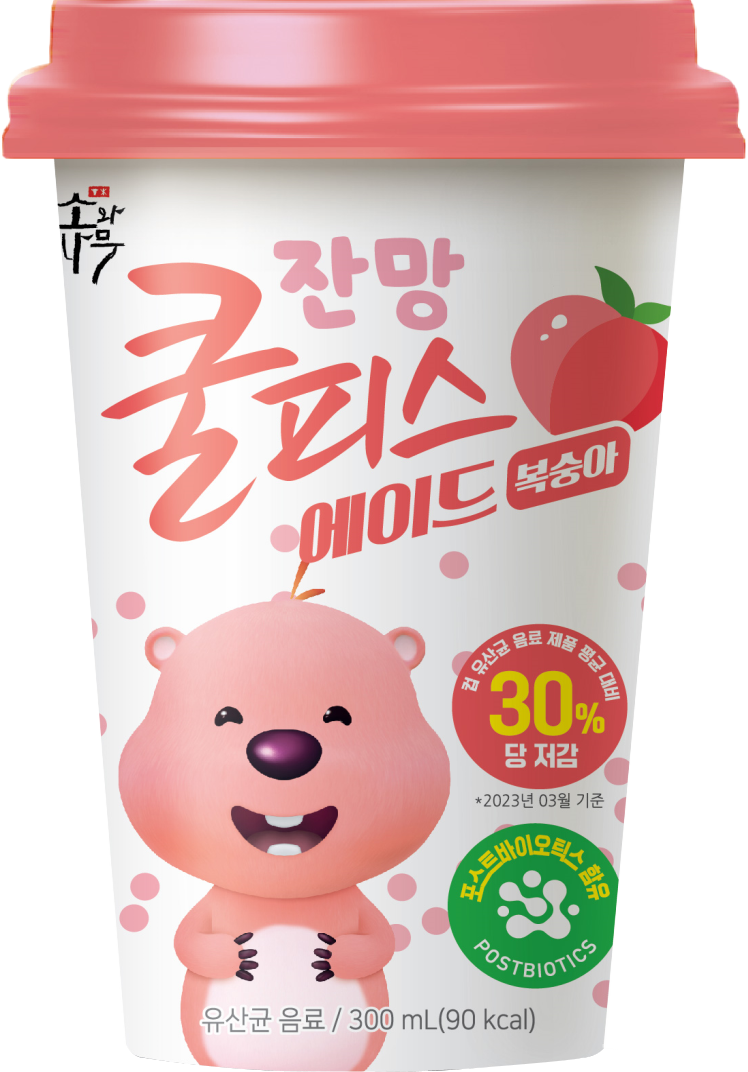 소와
나무
잔망
쿨피스
에이드 복숭아
컵 유산균 음료 제품 평균 대비
30%
당 저감
*2023년 03월 기준
포스트바이오틱스 함유
POSTBIOTICS
유산균 음료 / 300 mL(90 kcal)